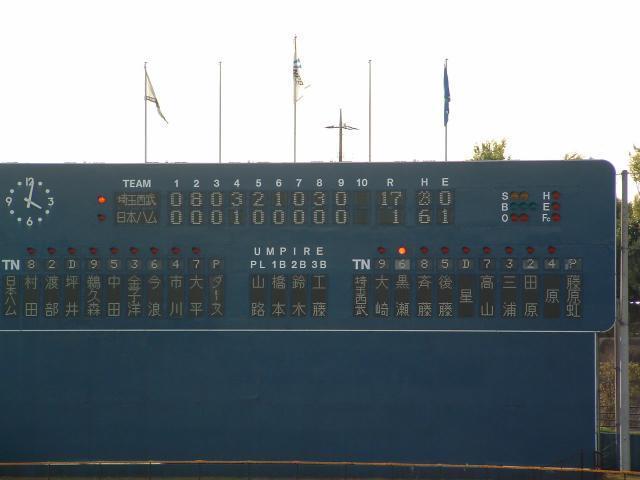 TEAM 1 2 3 4 5 6 7 8 9 10 R H E
埼玉西武 0 8 0 3 2 1 0 3 0 17 23 0
日本ハム 0 0 0 1 0 0 0 0 0 1 6 1
S H
B E
O Fc
UMPIRE
TN 8 2 D 9 5 3 6 4 7 P PL 1B 2B 3B TN 9 6 8 5 D 7 3 2 4 P
日本ハム 村田 渡部 坪井 鵜久森 中田 金子洋 今浪 市川 大平 ダース 山路 橋本 鈴木 工藤 埼玉西武 大崎 黒瀬 斉藤 後藤 星 高山 三浦 田原 原 藤原虹